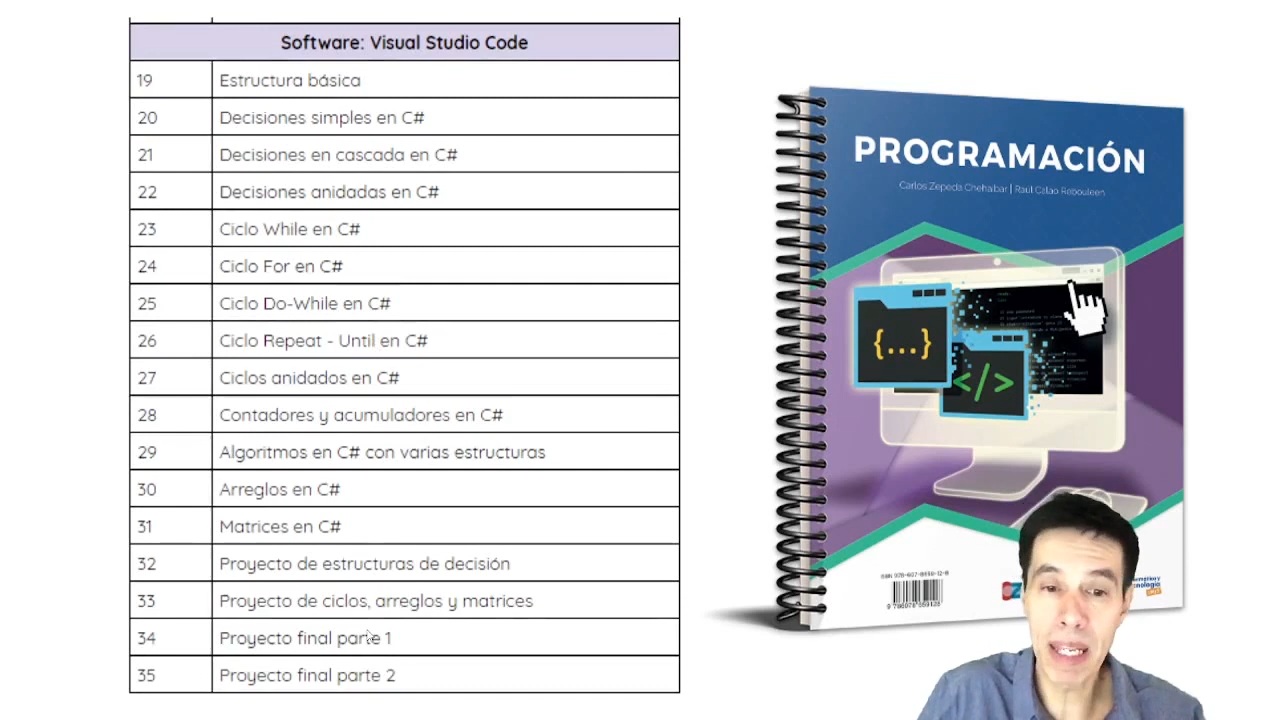 Software: Visual Studio Code
19 Estructura básica
20 Decisiones simples en C#
21 Decisiones en cascada en C#
22 Decisiones anidadas en C#
23 Ciclo While en C#
24 Ciclo For en C#
25 Ciclo Do-While en C#
26 Ciclo Repeat - Until en C#
27 Ciclos anidados en C#
28 Contadores y acumuladores en C#
29 Algoritmos en C# con varias estructuras
30 Arreglos en C#
31 Matrices en C#
32 Proyecto de estructuras de decisión
33 Proyecto de ciclos, arreglos y matrices
34 Proyecto final parte 1
35 Proyecto final parte 2
PROGRAMACIÓN
Carlos Zepeda Chehaibar | Raúl Calao Rebouleen
{...}
</>